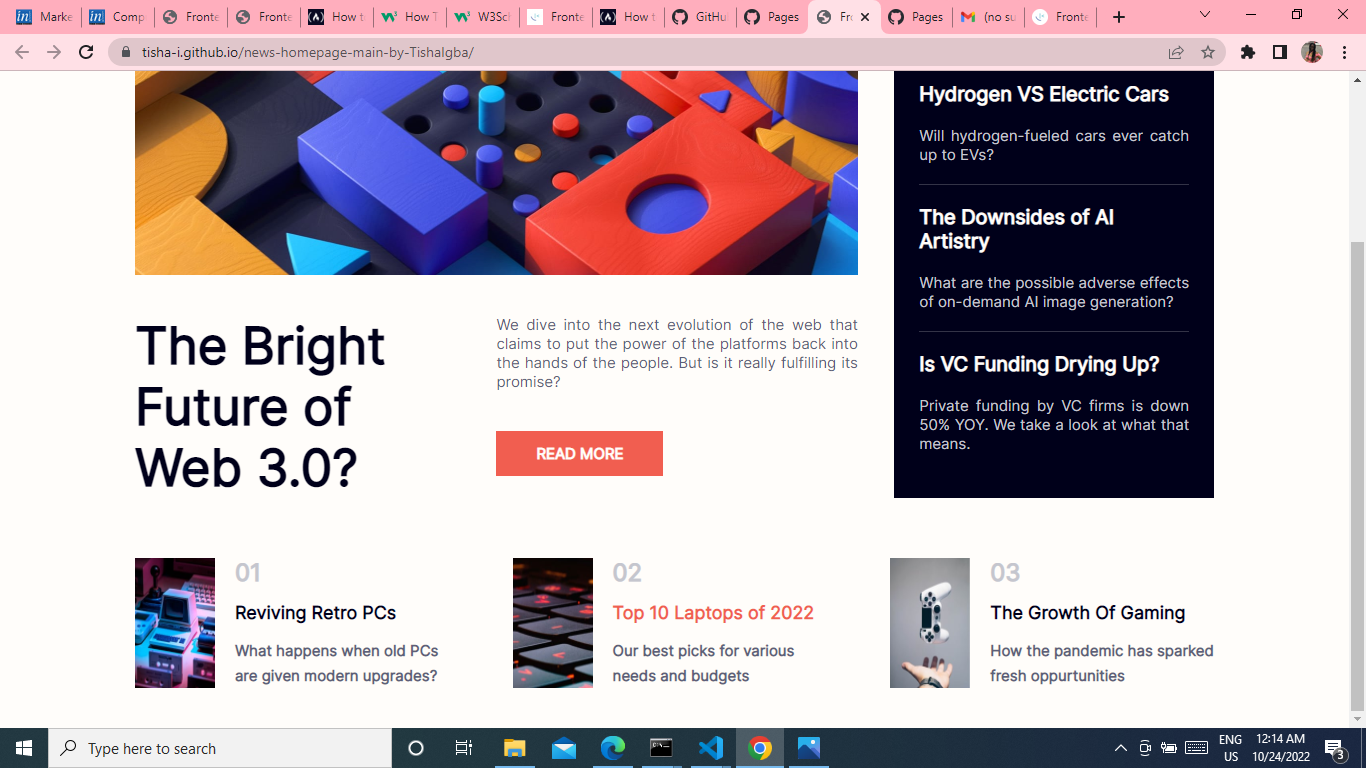 Marke
Comp
Fronte
Fronte
How t
How T
W3Sch
Fronte
How t
GitHu
Pages
Fro
Pages
(no su
Fronte
tisha-i.github.io/news-homepage-main-by-TishaIgba/
Hydrogen VS Electric Cars
Will hydrogen-fueled cars ever catch
up to EVs?
The Downsides of AI
Artistry
What are the possible adverse effects
of on-demand AI image generation?
Is VC Funding Drying Up?
Private funding by VC firms is down
50% YOY. We take a look at what that
means.
The Bright
Future of
Web 3.0?
We dive into the next evolution of the web that
claims to put the power of the platforms back into
the hands of the people. But is it really fulfilling its
promise?
READ MORE
01
Reviving Retro PCs
What happens when old PCs
are given modern upgrades?
02
Top 10 Laptops of 2022
Our best picks for various
needs and budgets
03
The Growth Of Gaming
How the pandemic has sparked
fresh oppurtunities
Type here to search
ENG
US
12:14 AM
10/24/2022
3